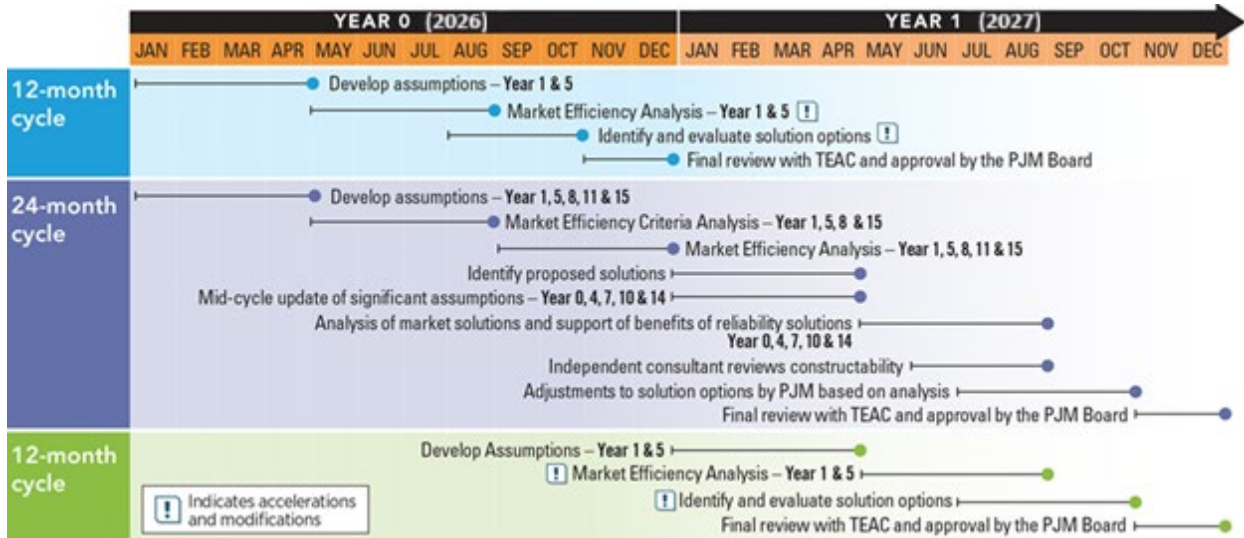 YEAR 0 (2026) YEAR 1 (2027)
JAN FEB MAR APR MAY JUN JUL AUG SEP OCT NOV DEC JAN FEB MAR APR MAY JUN JUL AUG SEP OCT NOV DEC
12-month
cycle
Develop assumptions – Year 1 & 5
Market Efficiency Analysis – Year 1 & 5 !
Identify and evaluate solution options !
Final review with TEAC and approval by the PJM Board
24-month
cycle
Develop assumptions – Year 1, 5, 8, 11 & 15
Market Efficiency Criteria Analysis – Year 1, 5, 8 & 15
Market Efficiency Analysis – Year 1, 5, 8, 11 & 15
Identify proposed solutions
Mid-cycle update of significant assumptions – Year 0, 4, 7, 10 & 14
Analysis of market solutions and support of benefits of reliability solutions
Year 0, 4, 7, 10 & 14
Independent consultant reviews constructability
Adjustments to solution options by PJM based on analysis
Final review with TEAC and approval by the PJM Board
12-month
cycle
Develop Assumptions – Year 1 & 5
! Market Efficiency Analysis – Year 1 & 5
! Identify and evaluate solution options
Final review with TEAC and approval by the PJM Board
! Indicates accelerations
and modifications